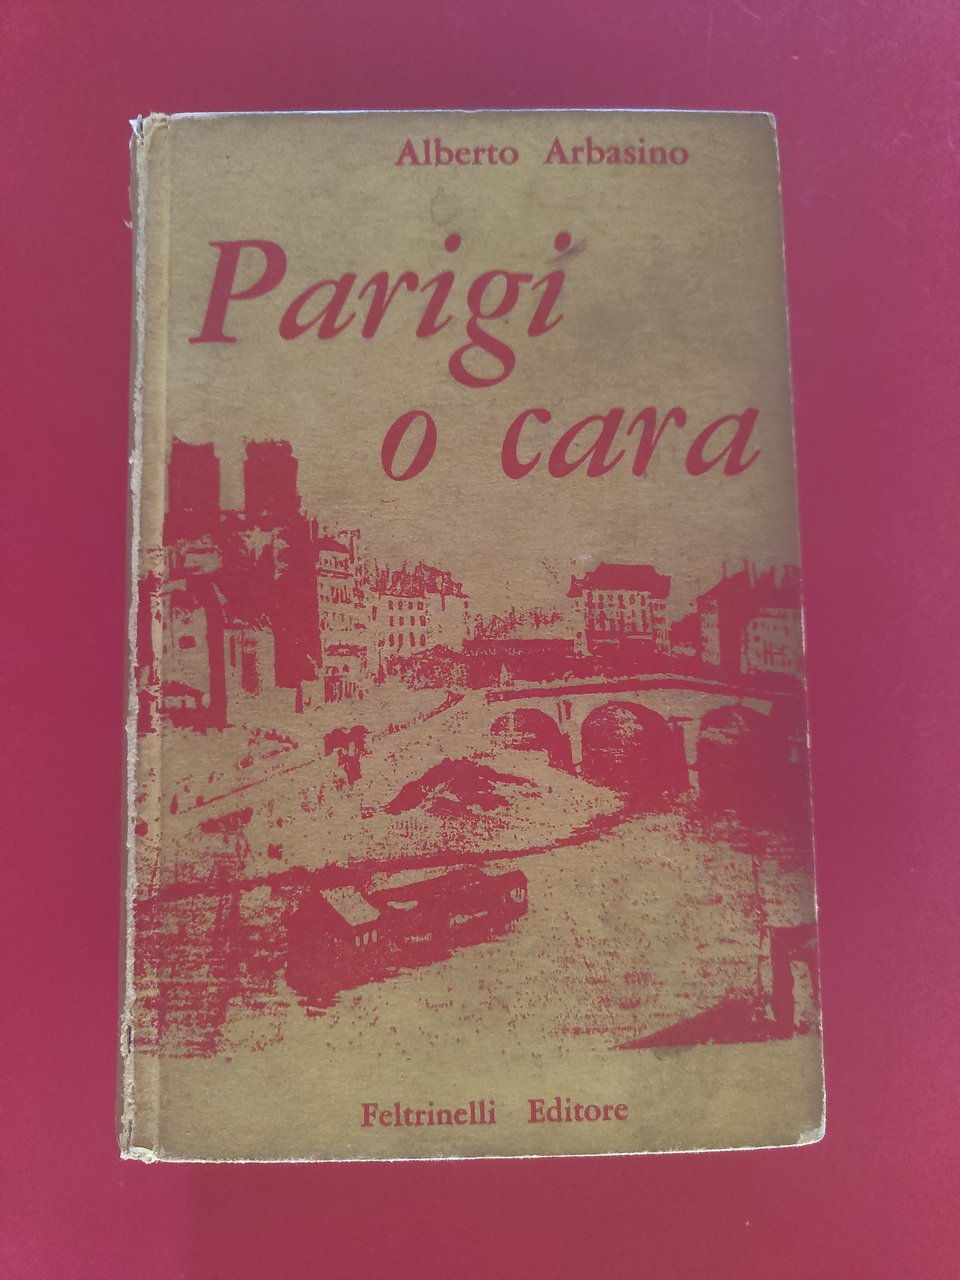 Alberto Arbasino
Parigi
o cara
Feltrinelli Editore